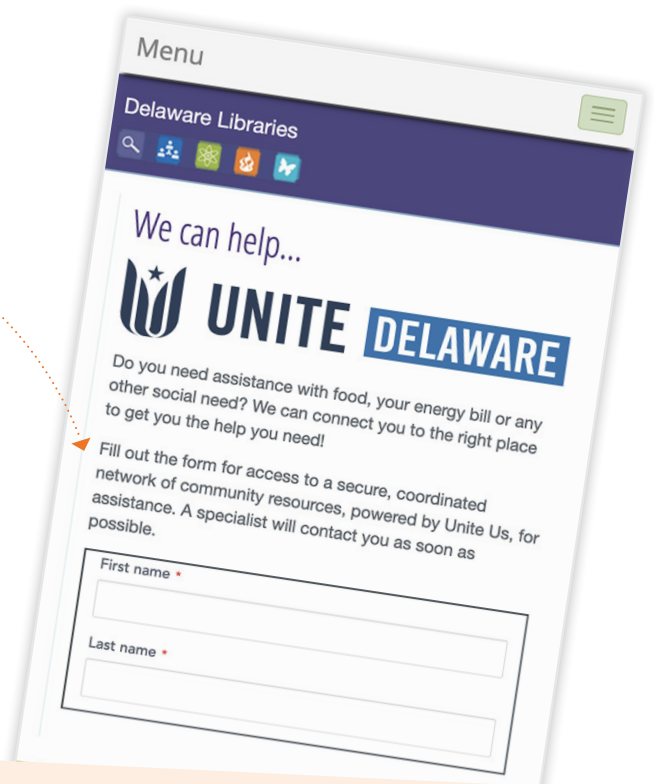 Menu
Delaware Libraries
We can help...
UNITE DELAWARE
Do you need assistance with food, your energy bill or any
other social need? We can connect you to the right place
to get you the help you need!
Fill out the form for access to a secure, coordinated
network of community resources, powered by Unite Us, for
assistance. A specialist will contact you as soon as
possible.
First name *
Last name *